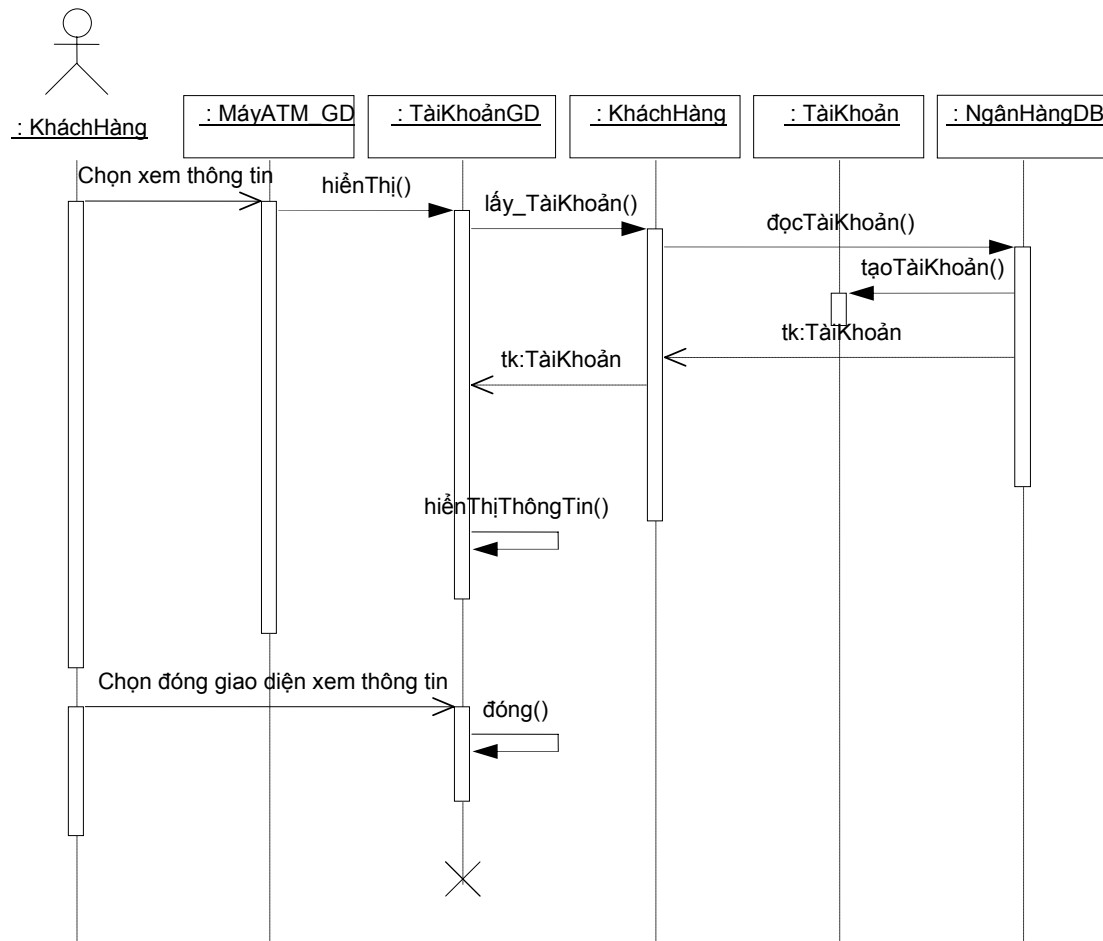 : KháchHàng
: MáyATM_GD
: TàiKhoảnGD
: KháchHàng
: TàiKhoản
: NgânHàngDB
Chọn xem thông tin
hiểnThị()
lấy_TàiKhoản()
đọcTàiKhoản()
tạoTàiKhoản()
tk:TàiKhoản
tk:TàiKhoản
hiểnThịThôngTin()
Chọn đóng giao diện xem thông tin
đóng()